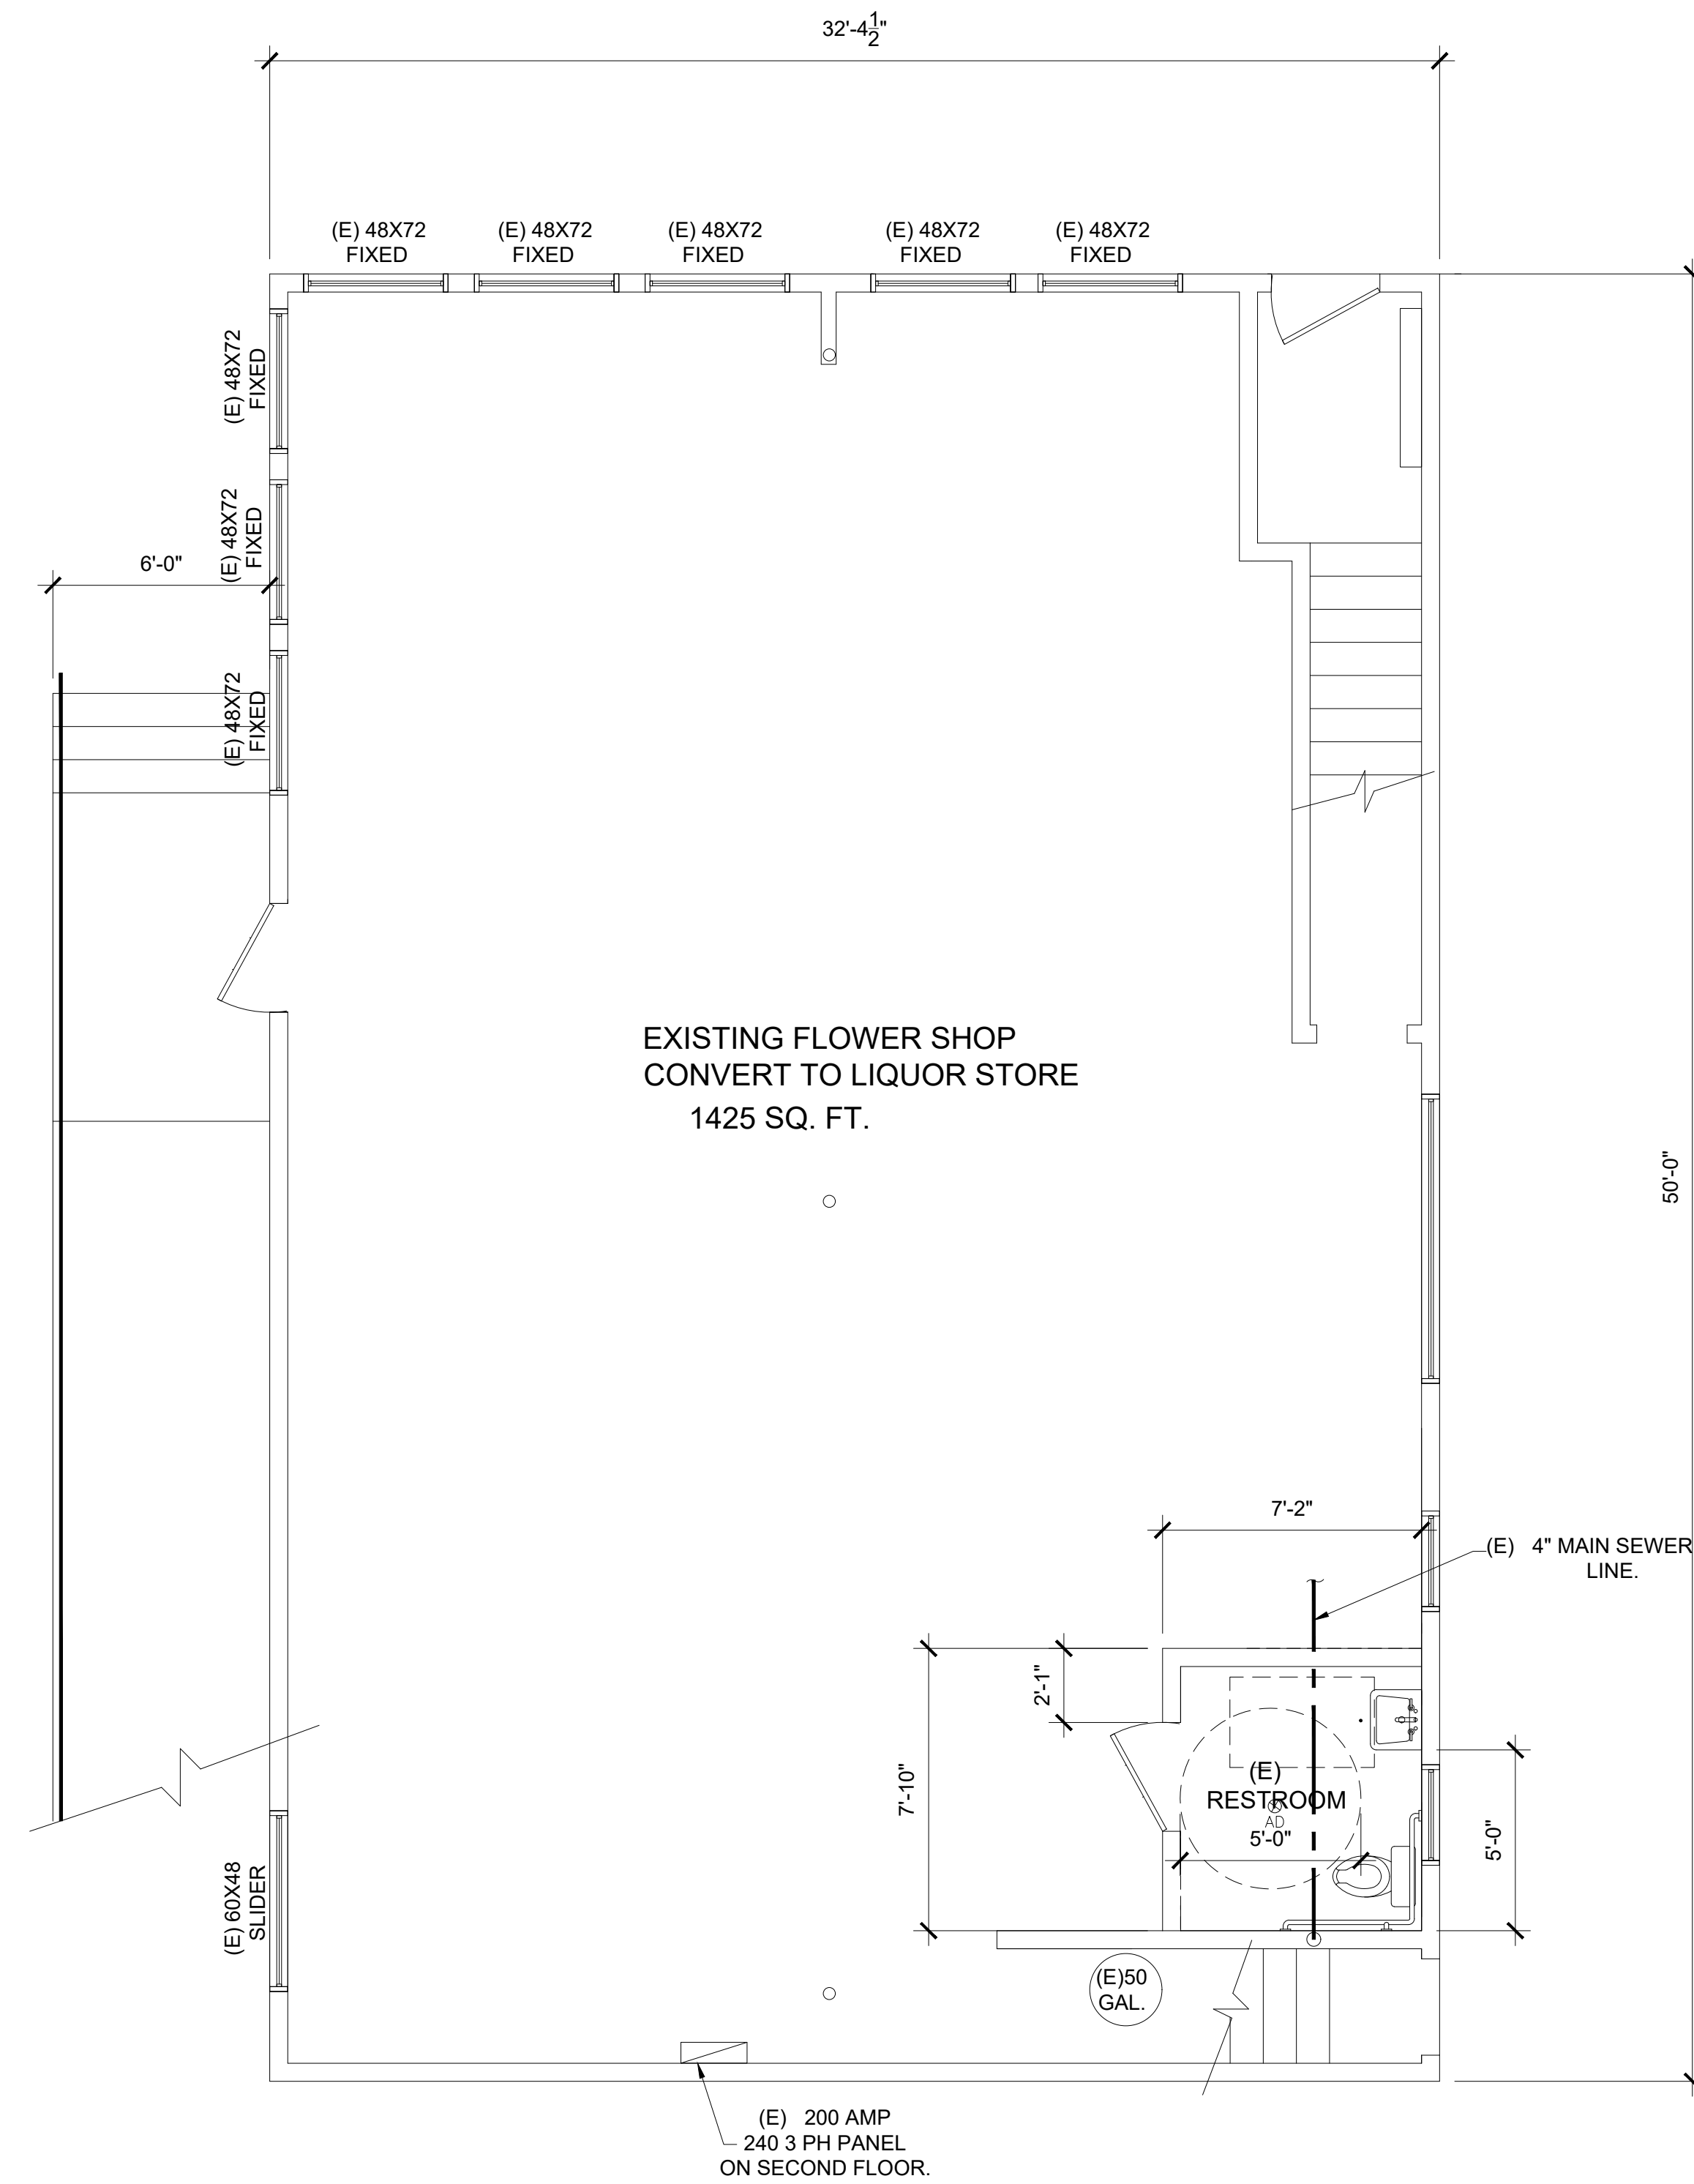 32'-4 1/2"
(E) 48X72
FIXED
(E) 48X72
FIXED
(E) 48X72
FIXED
(E) 48X72
FIXED
(E) 48X72
FIXED
(E) 48X72
FIXED
(E) 48X72
FIXED
6'-0"
(E) 48X72
FIXED
EXISTING FLOWER SHOP
CONVERT TO LIQUOR STORE
1425 SQ. FT.
50'-0"
7'-2"
(E) 4" MAIN SEWER
LINE.
2'-1"
7'-10"
(E)
RESTROOM
AD
5'-0"
5'-0"
(E) 60X48
SLIDER
(E)50
GAL.
(E) 200 AMP
240 3 PH PANEL
ON SECOND FLOOR.